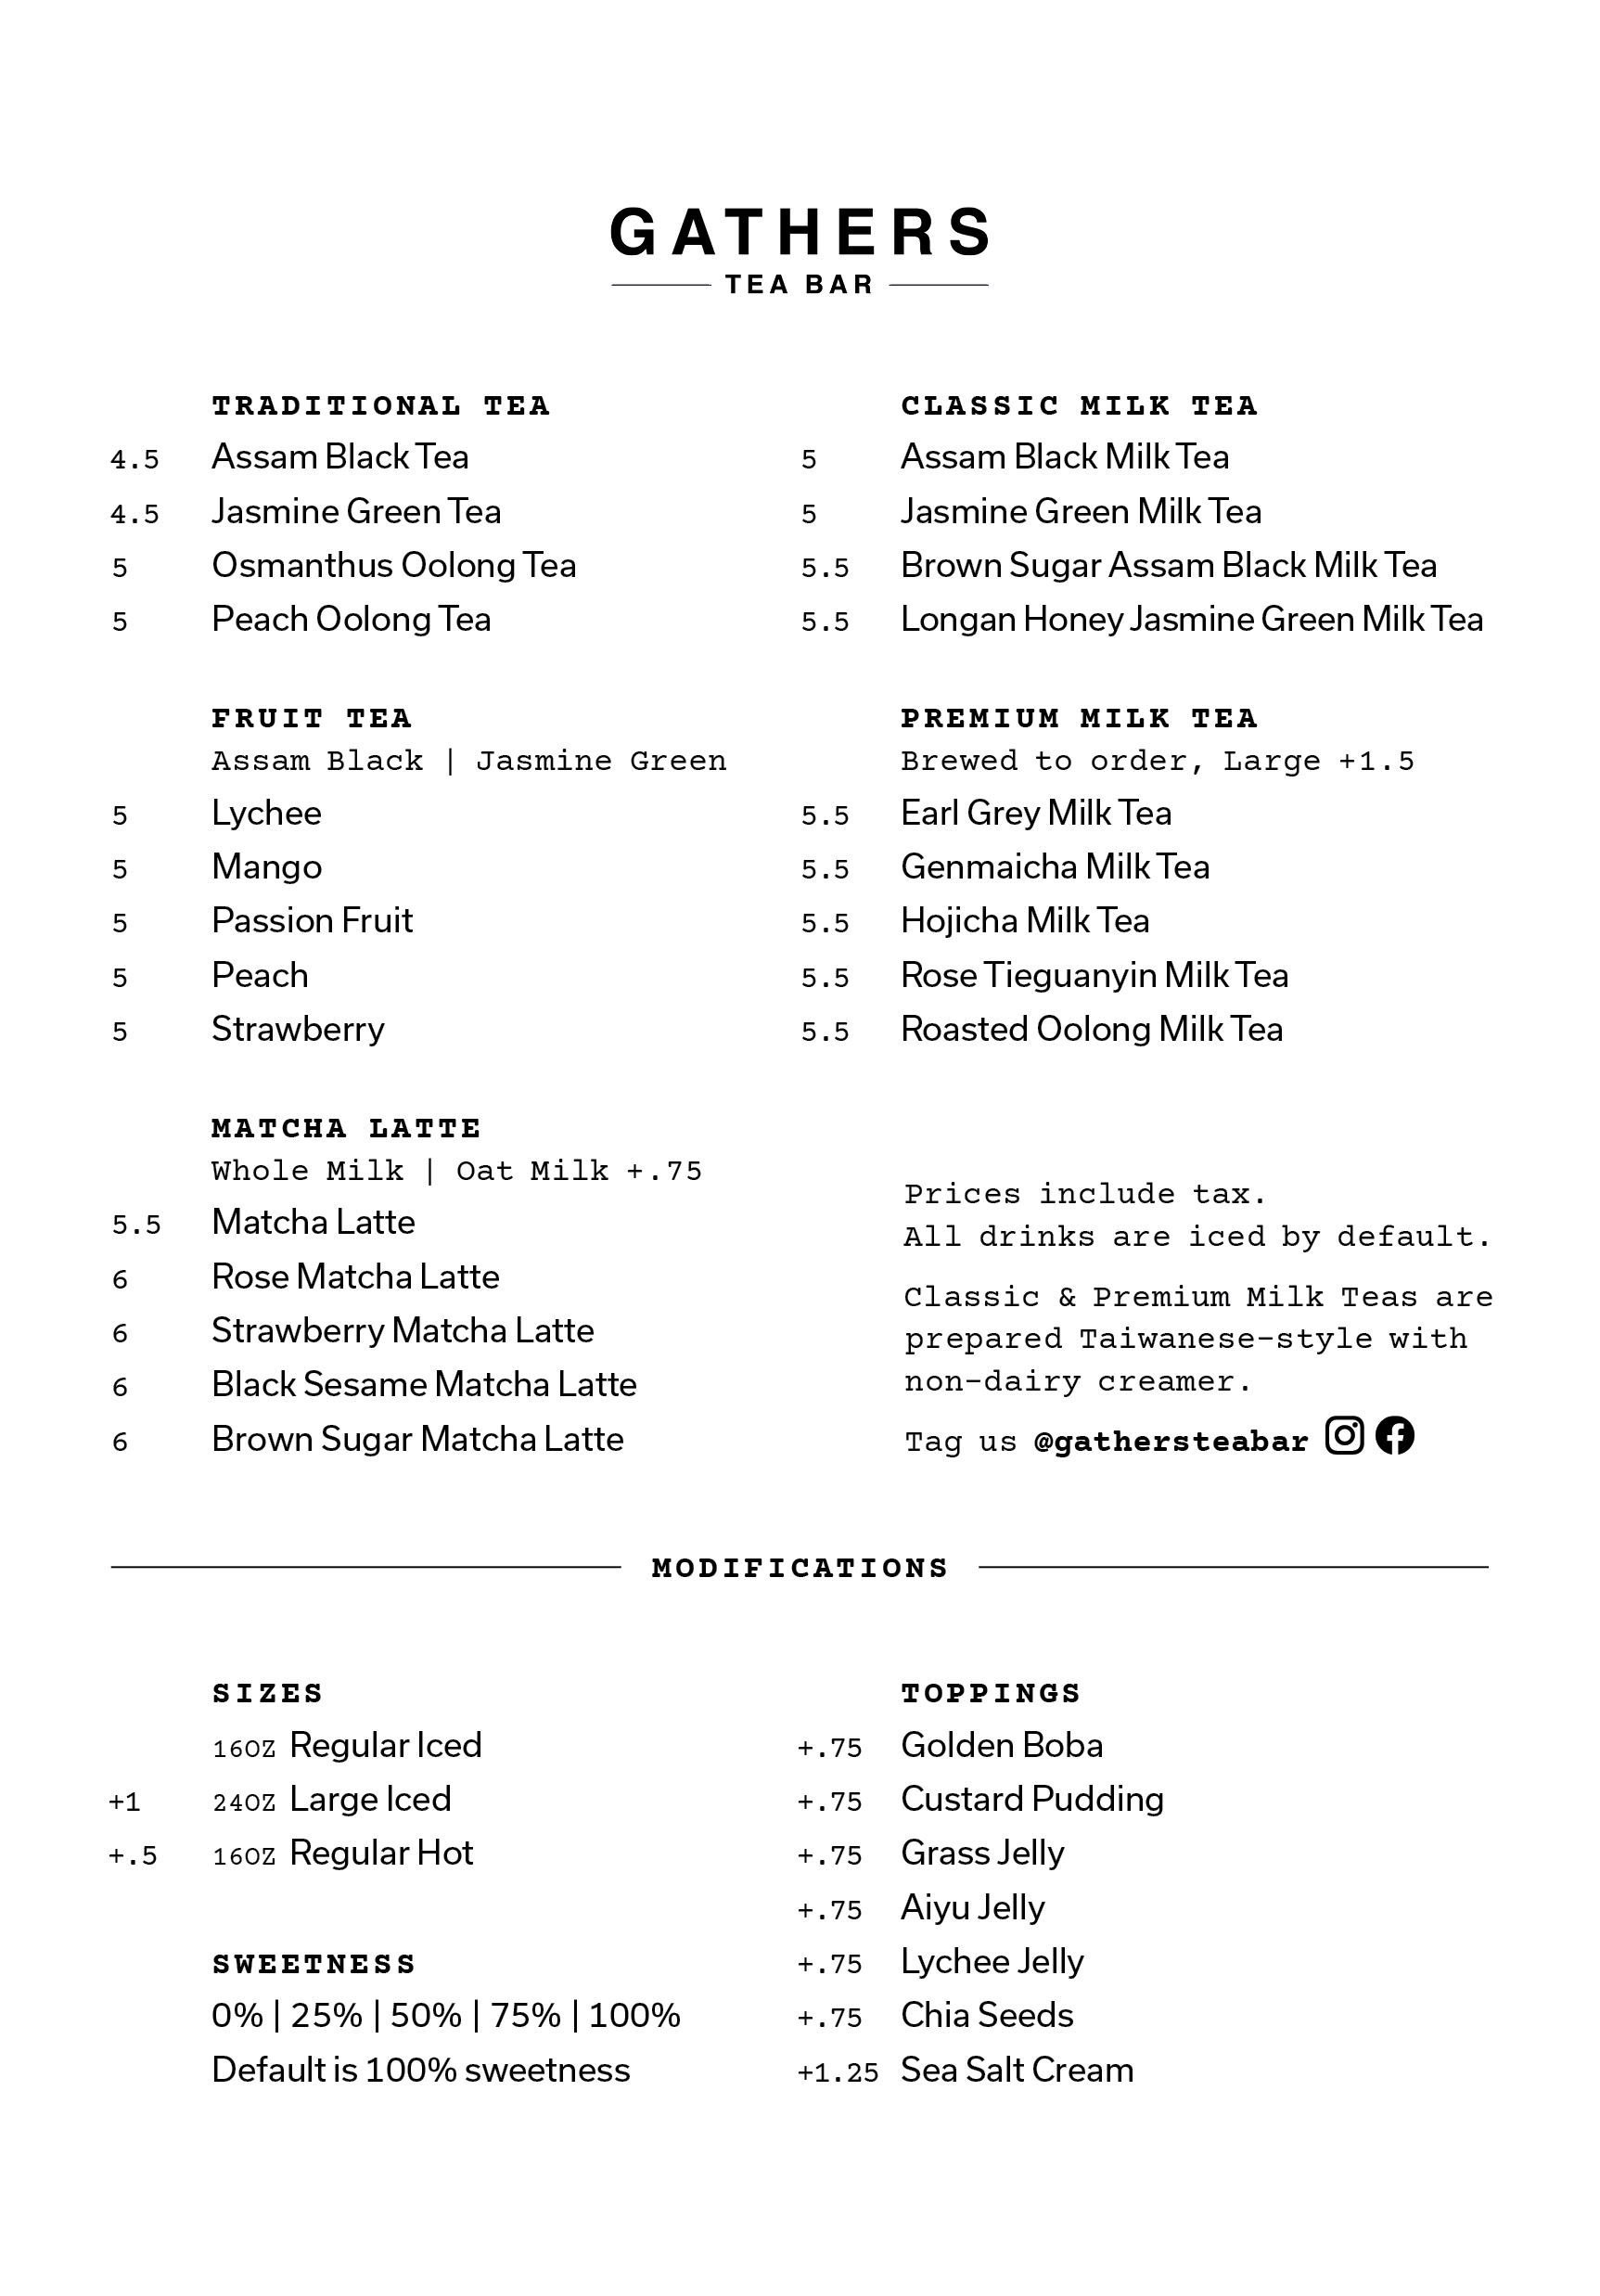 GATHERS
TEA BAR
TRADITIONAL TEA
4.5 Assam Black Tea
4.5 Jasmine Green Tea
5 Osmanthus Oolong Tea
5 Peach Oolong Tea
FRUIT TEA
Assam Black | Jasmine Green
5 Lychee
5 Mango
5 Passion Fruit
5 Peach
5 Strawberry
MATCHA LATTE
Whole Milk | Oat Milk +.75
5.5 Matcha Latte
6 Rose Matcha Latte
6 Strawberry Matcha Latte
6 Black Sesame Matcha Latte
6 Brown Sugar Matcha Latte
CLASSIC MILK TEA
5 Assam Black Milk Tea
5 Jasmine Green Milk Tea
5.5 Brown Sugar Assam Black Milk Tea
5.5 Longan Honey Jasmine Green Milk Tea
PREMIUM MILK TEA
Brewed to order, Large +1.5
5.5 Earl Grey Milk Tea
5.5 Genmaicha Milk Tea
5.5 Hojicha Milk Tea
5.5 Rose Tieguanyin Milk Tea
5.5 Roasted Oolong Milk Tea
Prices include tax.
All drinks are iced by default.
Classic & Premium Milk Teas are
prepared Taiwanese-style with
non-dairy creamer.
Tag us @gathersteabar
MODIFICATIONS
SIZES
16OZ Regular Iced
+1 24OZ Large Iced
+.5 16OZ Regular Hot
SWEETNESS
0% | 25% | 50% | 75% | 100%
Default is 100% sweetness
TOPPINGS
+.75 Golden Boba
+.75 Custard Pudding
+.75 Grass Jelly
+.75 Aiyu Jelly
+.75 Lychee Jelly
+.75 Chia Seeds
+1.25 Sea Salt Cream